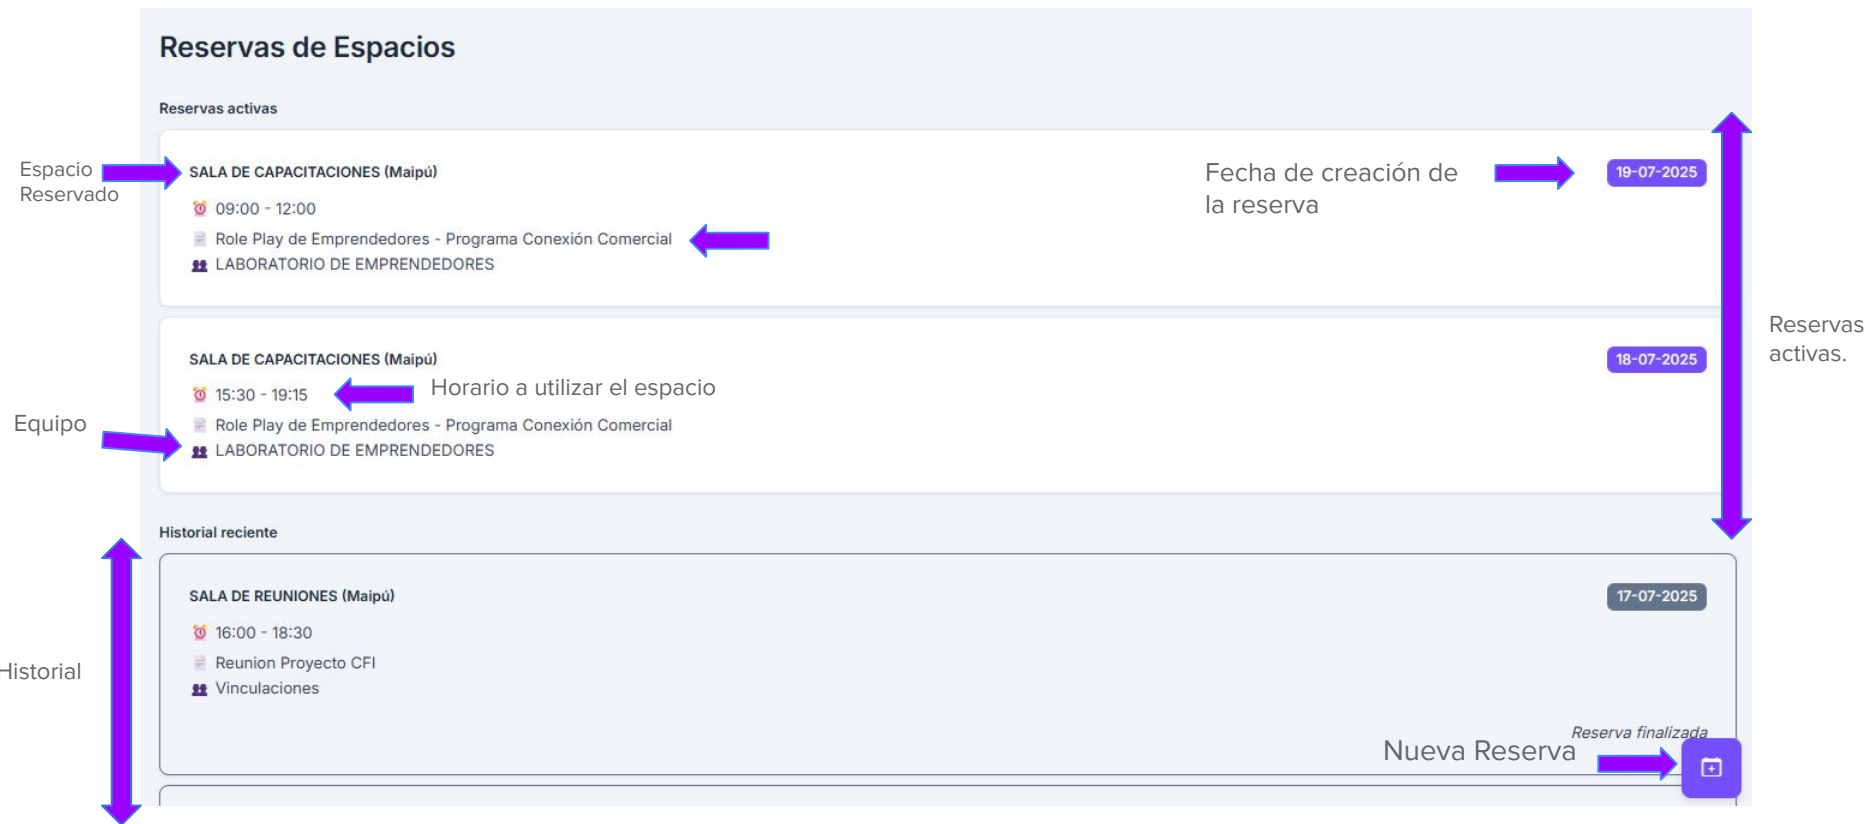 Reservas de Espacios
Reservas activas
Espacio
Reservado
SALA DE CAPACITACIONES (Maipú)
09:00 - 12:00
Role Play de Emprendedores - Programa Conexión Comercial
LABORATORIO DE EMPRENDEDORES
Fecha de creación de
la reserva
19-07-2025
Reservas
activas.
SALA DE CAPACITACIONES (Maipú)
18-07-2025
15:30 - 19:15
Horario a utilizar el espacio
Equipo
Role Play de Emprendedores - Programa Conexión Comercial
LABORATORIO DE EMPRENDEDORES
Historial reciente
Historial
SALA DE REUNIONES (Maipú)
17-07-2025
16:00 - 18:30
Reunion Proyecto CFI
Vinculaciones
Reserva finalizada
Nueva Reserva